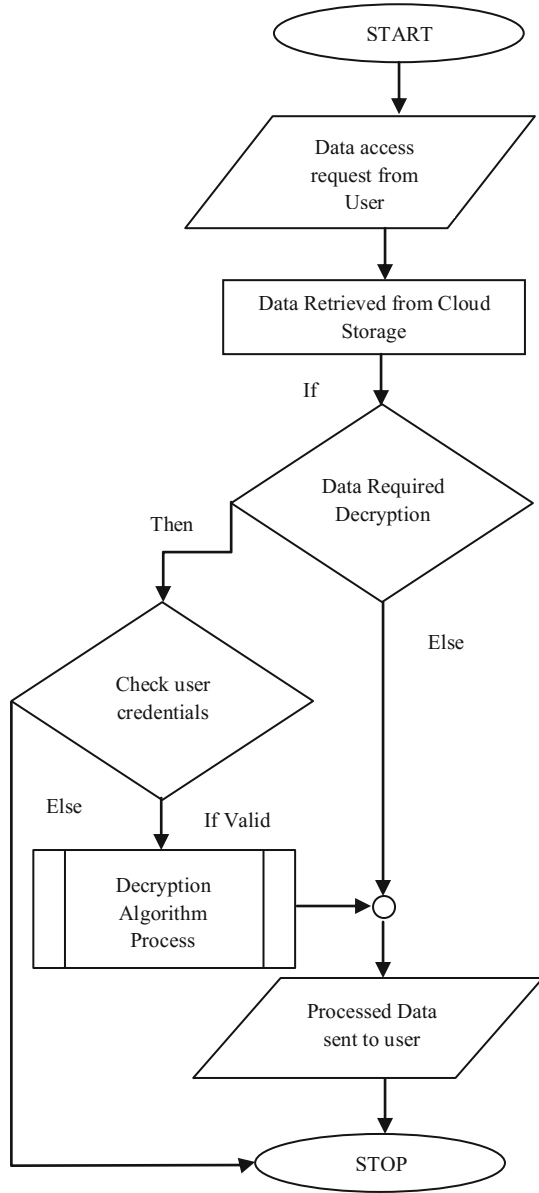 START
Data access
request from
User
Data Retrieved from Cloud
Storage
If
Data Required
Decryption
Then
Else
Check user
credentials
Else
If Valid
Decryption
Algorithm
Process
Processed Data
sent to user
STOP